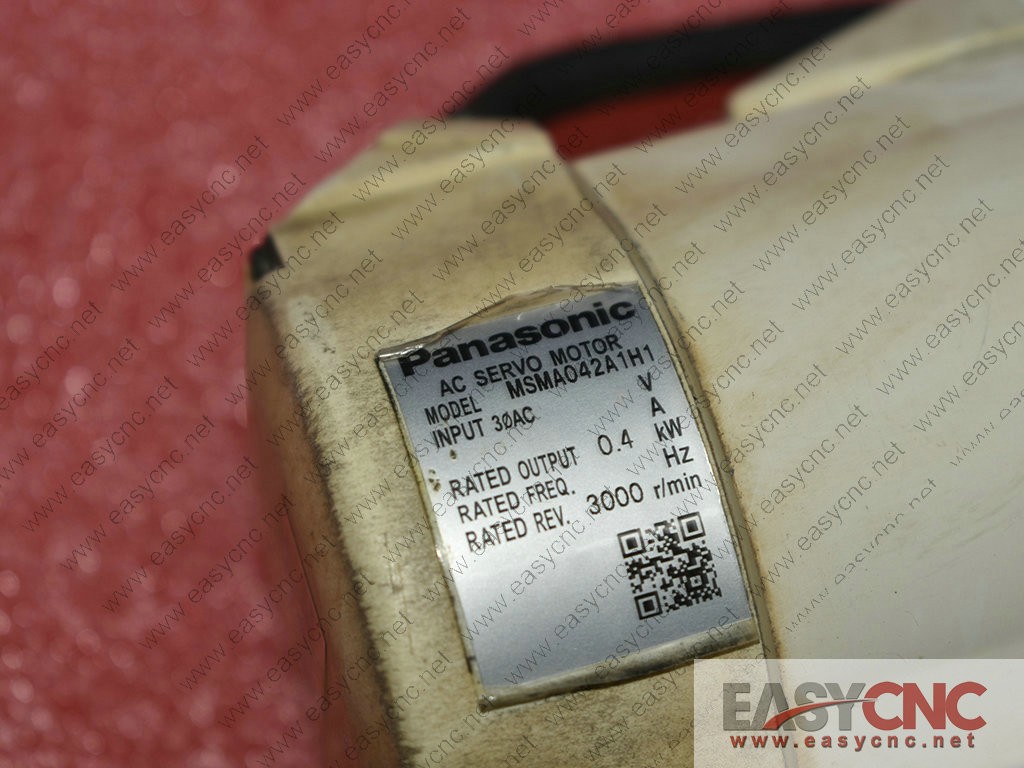 Panasonic
AC SERVO MOTOR
MODEL MSMA042A1H1
INPUT 3øAC V
A
RATED OUTPUT 0.4 kW
RATED FREQ. Hz
RATED REV. 3000 r/min
EASYCNC
www.easycnc.net